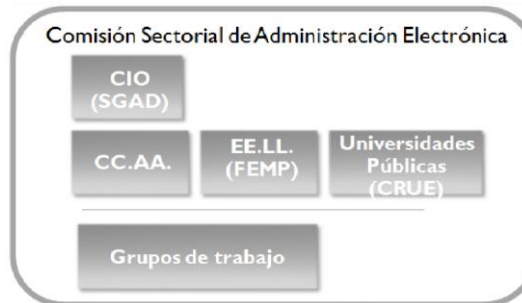 Comisión Sectorial de Administración Electrónica
CIO
(SGAD)
CC.AA.
EE.LL.
(FEMP)
Universidades
Públicas
(CRUE)
Grupos de trabajo